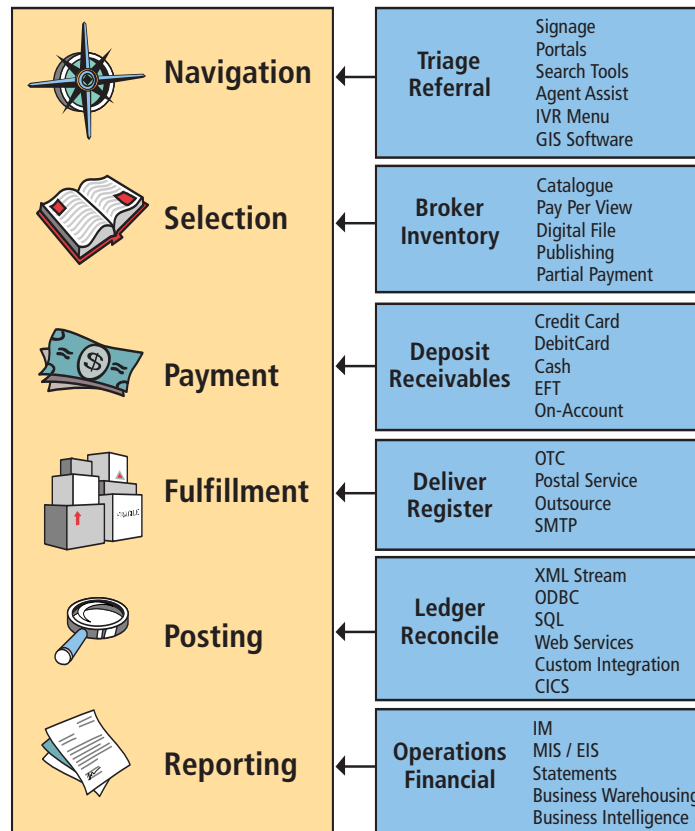 Navigation
Triage
Referral
Signage
Portals
Search Tools
Agent Assist
IVR Menu
GIS Software
Selection
Broker
Inventory
Catalogue
Pay Per View
Digital File
Publishing
Partial Payment
$
Payment
Deposit
Receivables
Credit Card
DebitCard
Cash
EFT
On-Account
Fulfillment
Deliver
Register
OTC
Postal Service
Outsource
SMTP
Posting
Ledger
Reconcile
XML Stream
ODBC
SQL
Web Services
Custom Integration
CICS
Reporting
Operations
Financial
IM
MIS / EIS
Statements
Business Warehousing
Business Intelligence